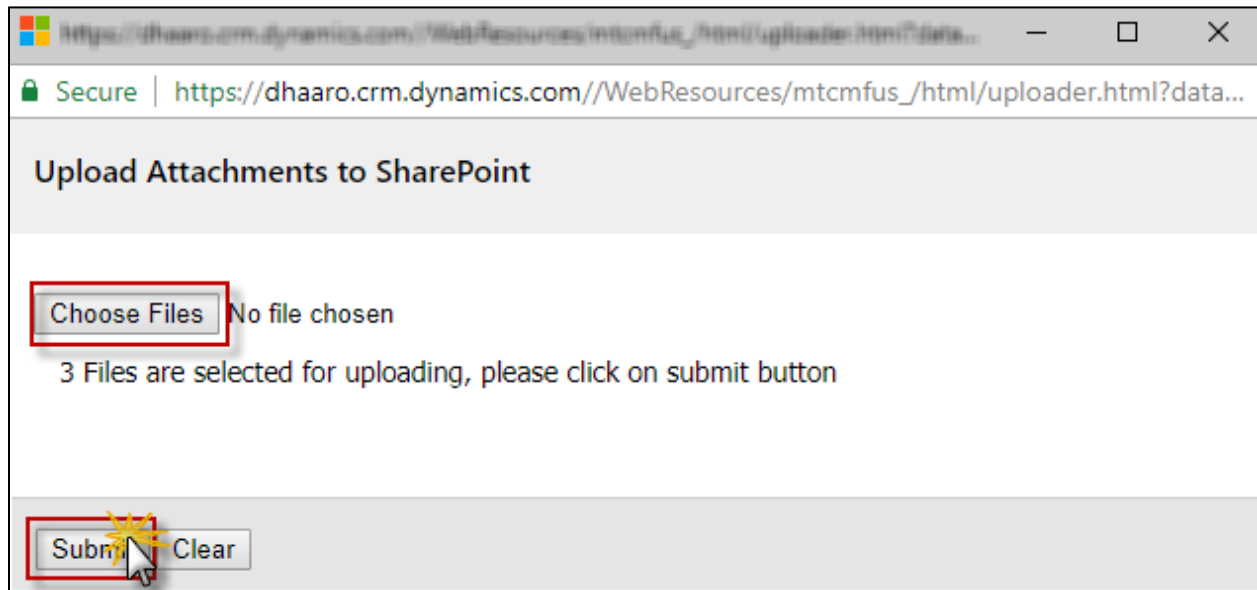 Secure | https://dhaaro.crm.dynamics.com//WebResources/mtcmfus_/html/uploader.html?data...
Upload Attachments to SharePoint
Choose Files No file chosen
3 Files are selected for uploading, please click on submit button
Clear